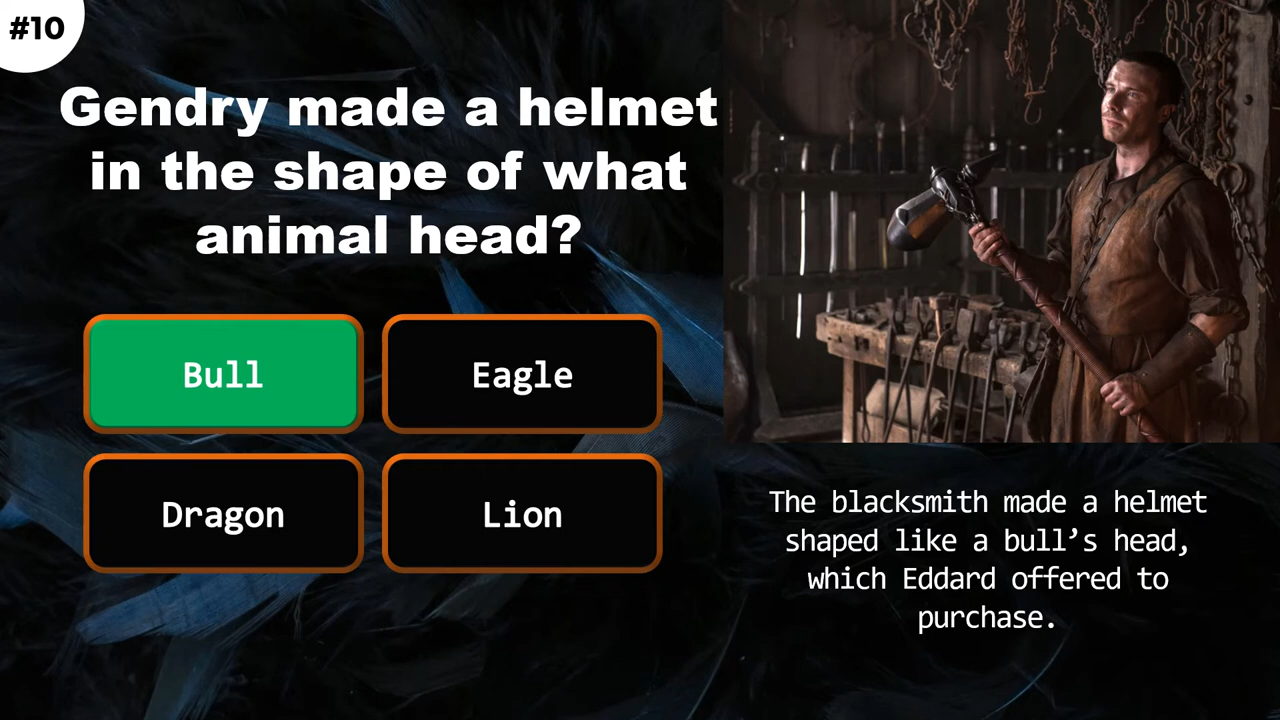 #10
Gendry made a helmet
in the shape of what
animal head?
Bull
Eagle
Dragon
Lion
The blacksmith made a helmet
shaped like a bull’s head,
which Eddard offered to
purchase.